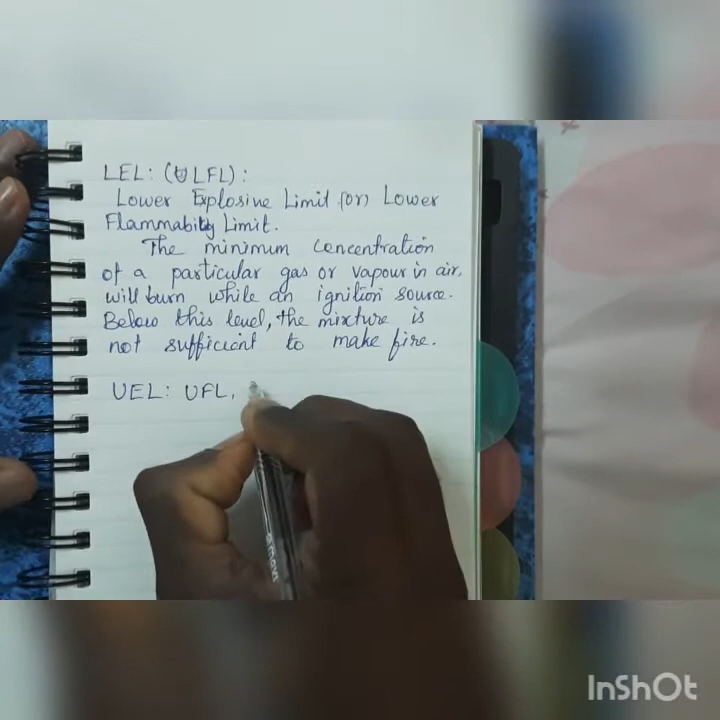 LEL: (LFL):
Lower Explosive Limit (or) Lower
Flammability Limit.
The minimum concentration
of a particular gas or vapour in air,
will burn while an ignition source.
Below this level, the mixture is
not sufficient to make fire.
UEL: UFL,
InShOt